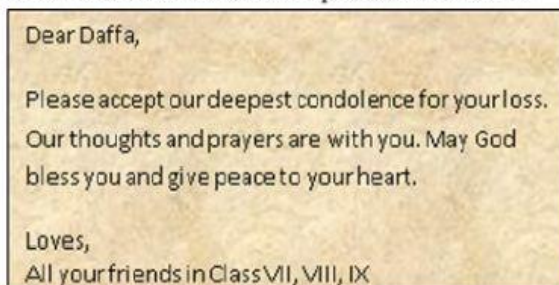 Dear Daffa,
Please accept our deepest condolence for your loss.
Our thoughts and prayers are with you. May God
bless you and give peace to your heart.
Loves,
All your friends in Class VII, VIII, IX